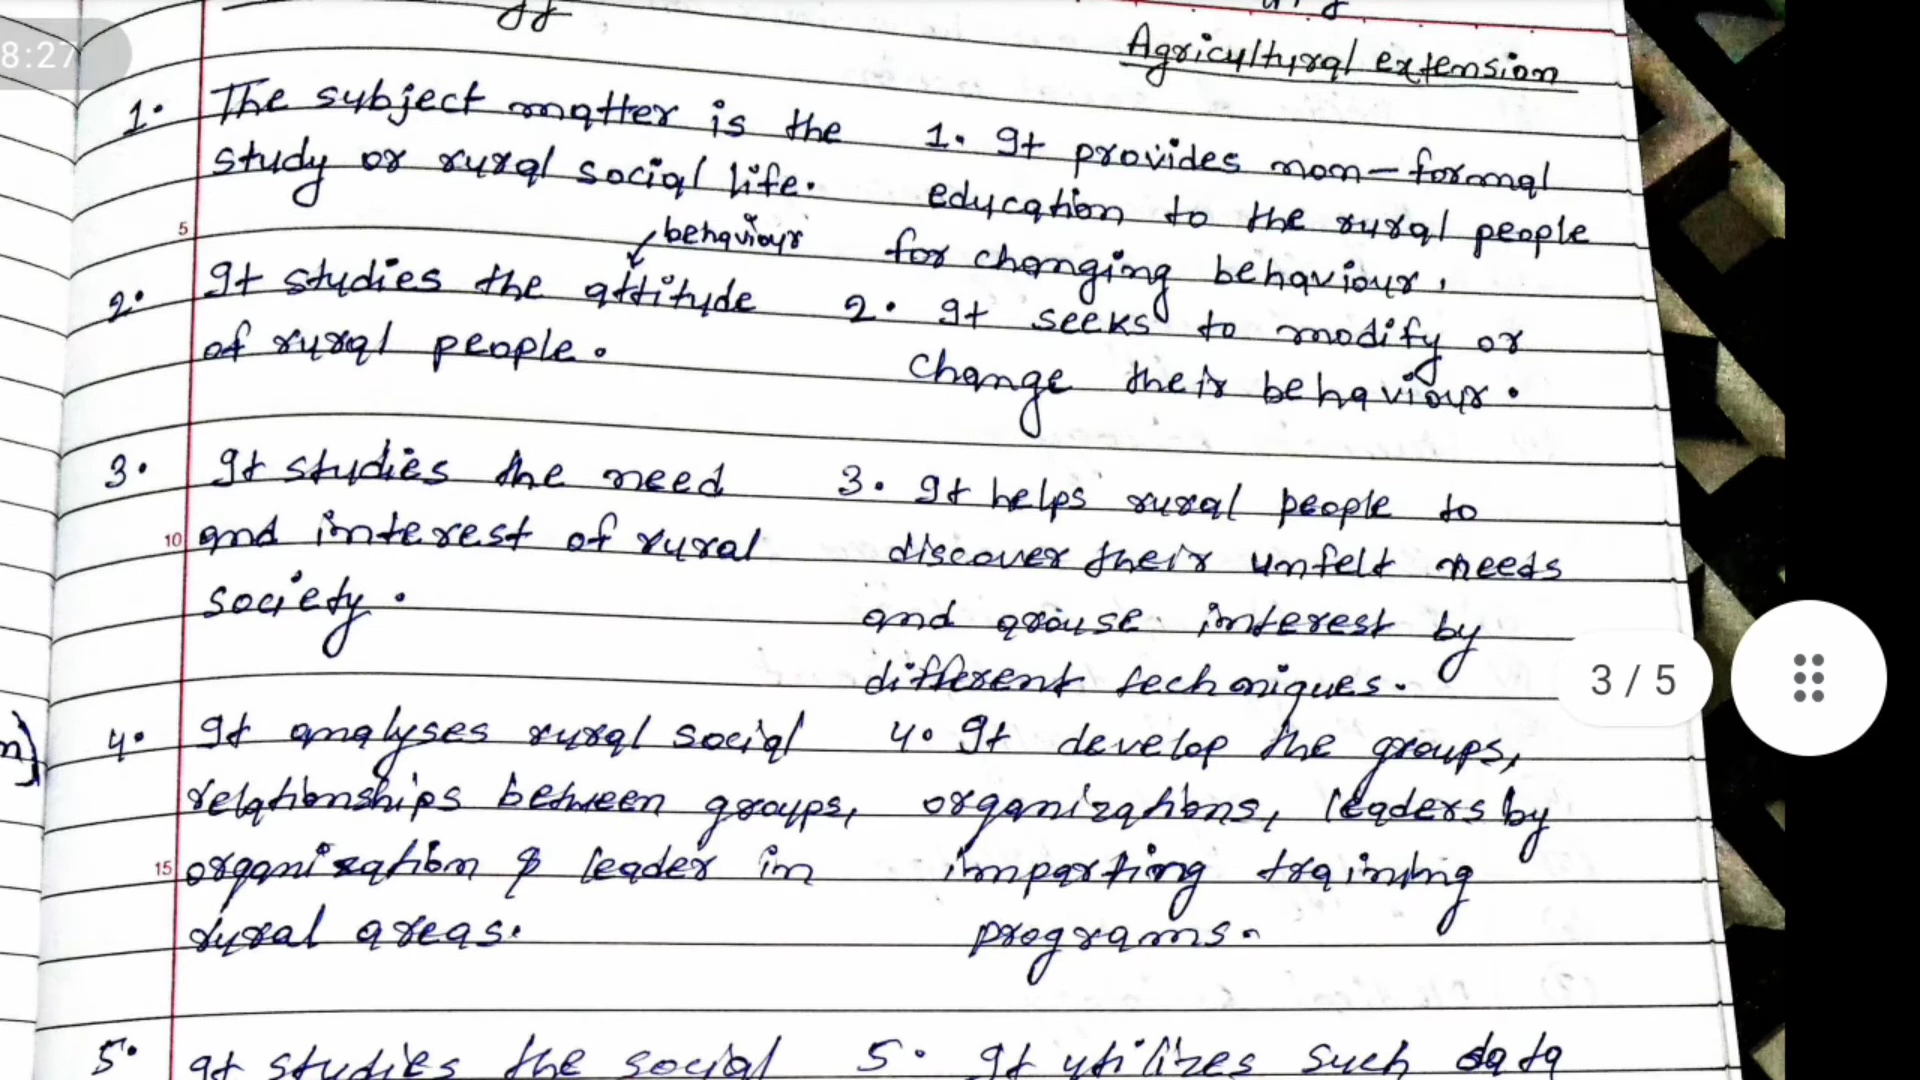 8:27
Agricultural extension
1. The subject matter is the
study or rural social life.
behaviour
2. It studies the attitude
of rural people.
3. It studies the need
and interest of rural
society.
4. It analyses rural social
relationships between groups,
organization & leader in
rural areas.
5. It studies the social
1. It provides non-formal
education to the rural people
for changing behaviour.
2. It seeks to modify or
change their behaviour.
3. It helps rural people to
discover their unfelt needs
and arouse interest by
different techniques.
4. It develop the groups,
organizations, leaders by
imparting training
programs.
5. It utilizes such data
5
10
15
3 / 5